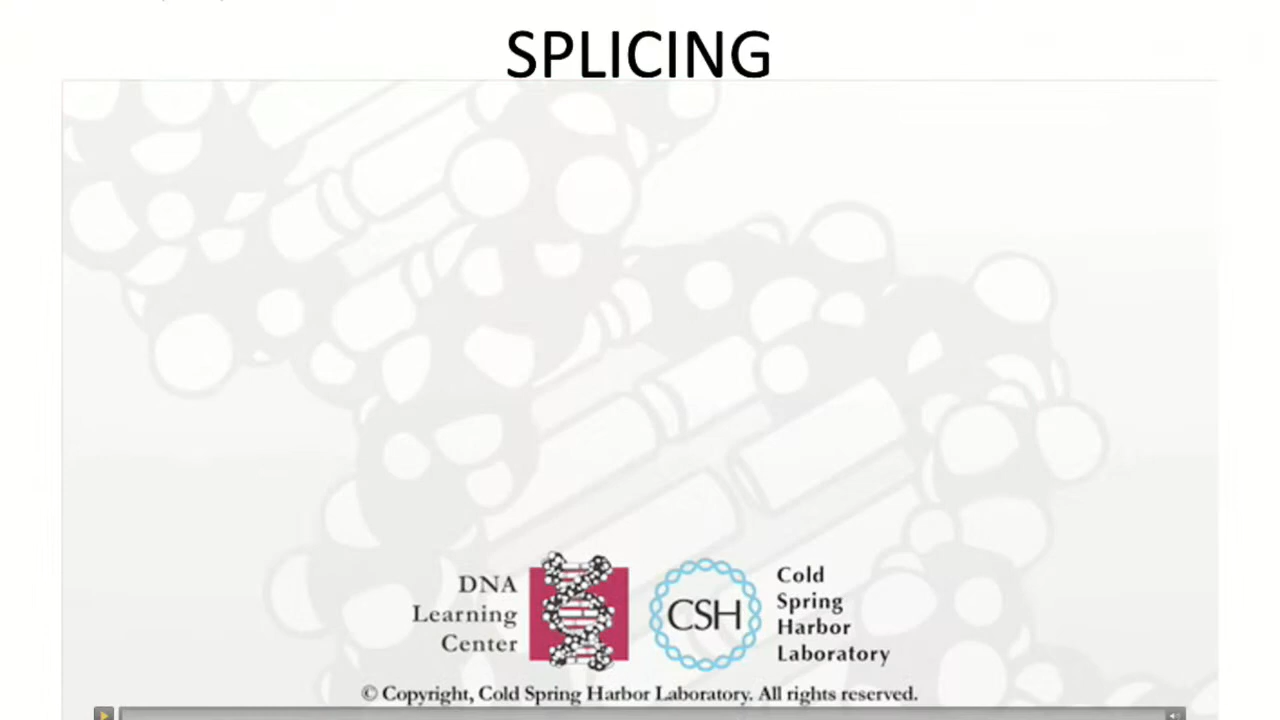 SPLICING
DNA
Learning
Center
CSH
Cold
Spring
Harbor
Laboratory
© Copyright, Cold Spring Harbor Laboratory. All rights reserved.